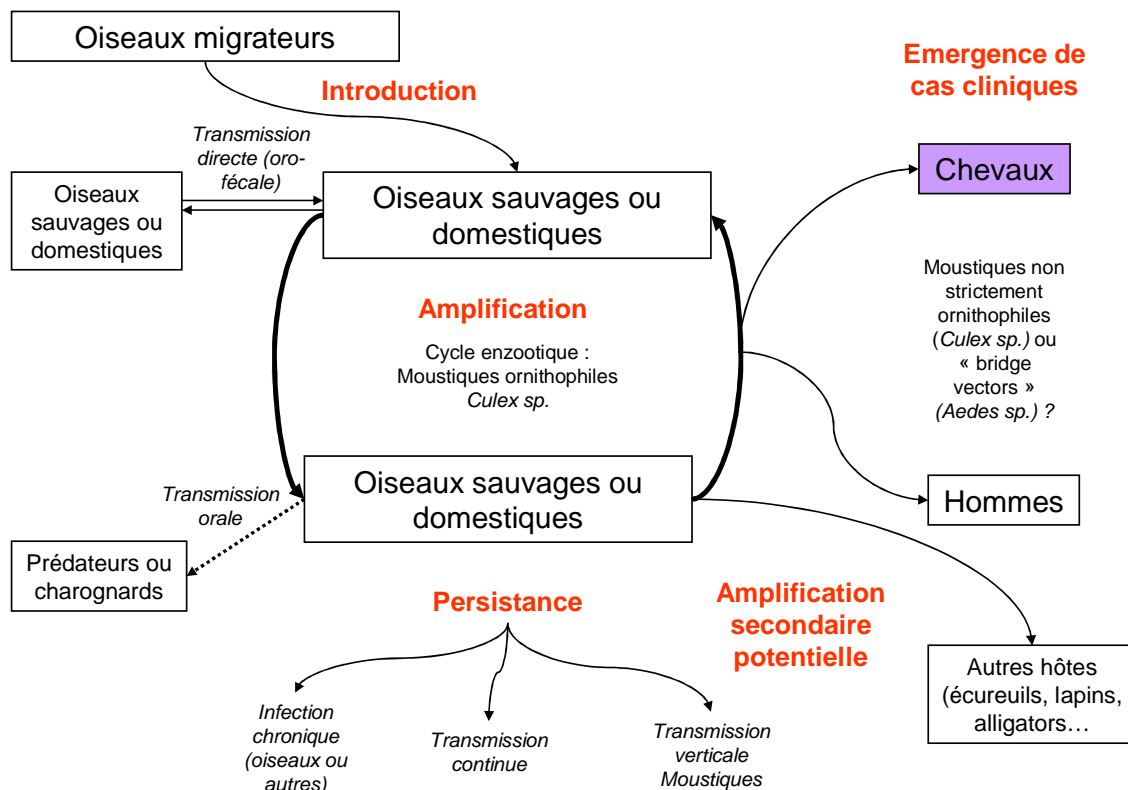 Oiseaux migrateurs
Introduction
Emergence de
cas cliniques
Transmission
directe (oro-
fécale)
Oiseaux
sauvages ou
domestiques
Oiseaux sauvages ou
domestiques
Chevaux
Amplification
Cycle enzootique :
Moustiques ornithophiles
Culex sp.
Moustiques non
strictement
ornithophiles
(Culex sp.) ou
« bridge
vectors »
(Aedes sp.) ?
Oiseaux sauvages ou
domestiques
Hommes
Transmission
orale
Prédateurs ou
charognards
Persistance
Amplification
secondaire
potentielle
Autres hôtes
(écureuils, lapins,
alligators…
Infection
chronique
(oiseaux ou
autres)
Transmission
continue
Transmission
verticale
Moustiques